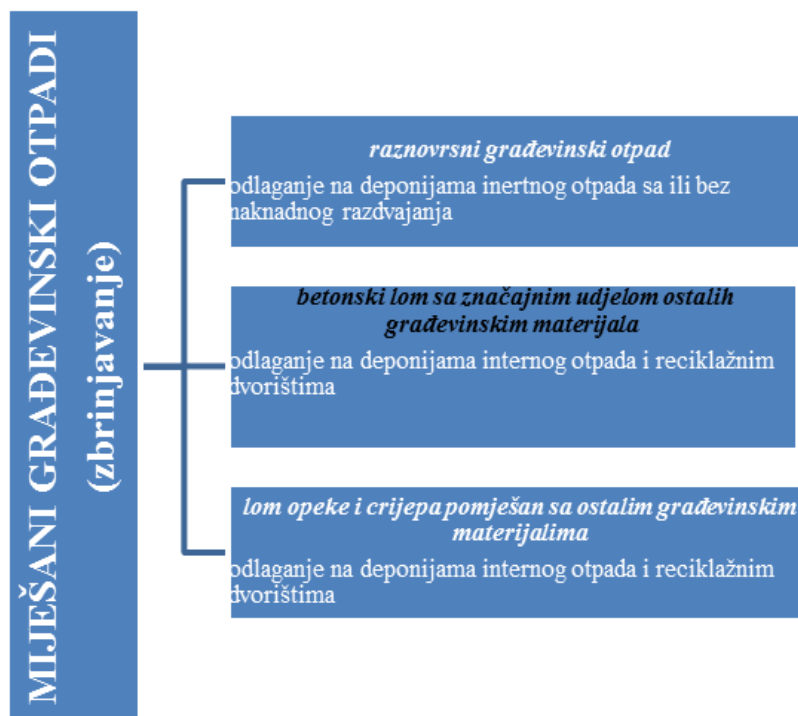 MIJEŠANI GRAĐEVINSKI OTPADI
(zbrinjavanje)
raznovrsni građevinski otpad
odlaganje na deponijama inertnog otpada sa ili bez
naknadnog razdvajanja
betonski lom sa značajnim udjelom ostalih
građevinskim materijala
odlaganje na deponijama internog otpada i reciklažnim
dvorištima
lom opeke i crijepa pomješan sa ostalim građevinskim
materijalima
odlaganje na deponijama internog otpada i reciklažnim
dvorištima